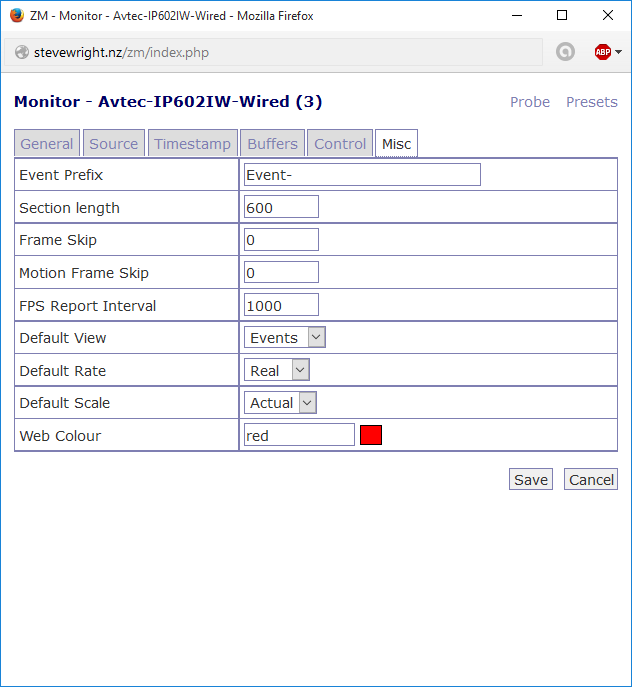 ZM - Monitor - Avtec-IP602IW-Wired - Mozilla Firefox
stevewright.nz/zm/index.php
ABP
Monitor - Avtec-IP602IW-Wired (3)
Probe Presets
General Source Timestamp Buffers Control Misc
Event Prefix Event-
Section length 600
Frame Skip 0
Motion Frame Skip 0
FPS Report Interval 1000
Default View Events
Default Rate Real
Default Scale Actual
Web Colour red
Save Cancel